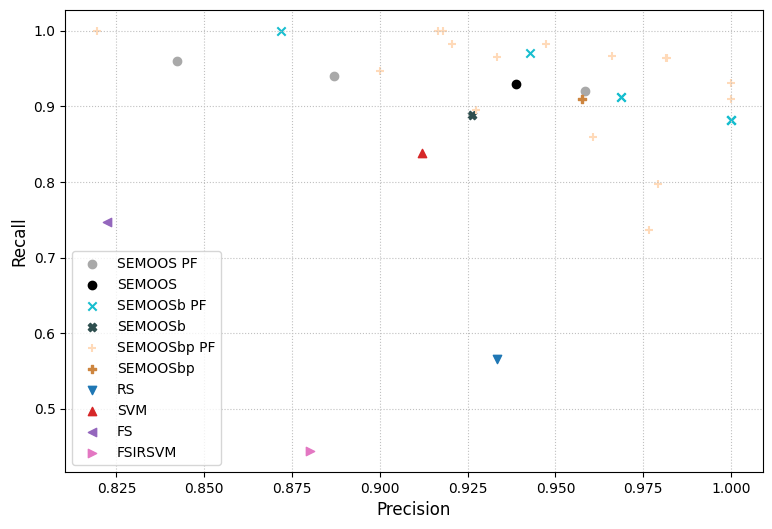 1.0
0.9
0.8
0.7
0.6
0.5
Recall
SEMOOS PF
SEMOOS
SEMOOSb PF
SEMOOSb
SEMOOSbp PF
SEMOOSbp
RS
SVM
FS
FSIRSVM
0.825 0.850 0.875 0.900 0.925 0.950 0.975 1.000
Precision